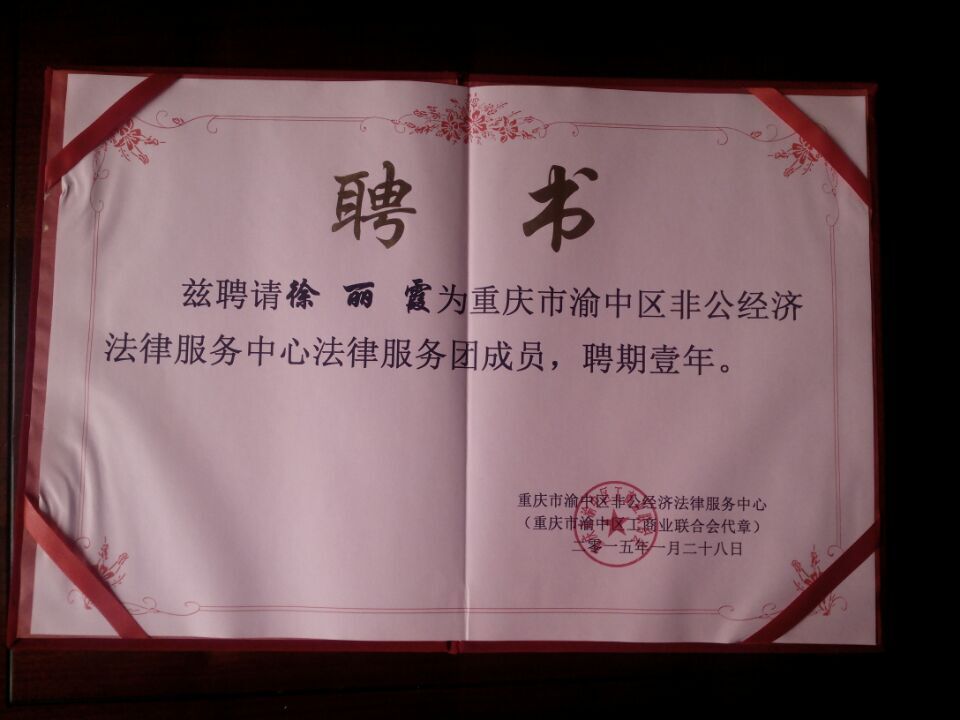 聘 书
兹聘请徐 丽 霞为重庆市渝中区非公经济
法律服务中心法律服务团成员，聘期壹年。
重庆市渝中区非公经济法律服务中心
（重庆市渝中区工商业联合会代章）
二零一五年一月二十八日